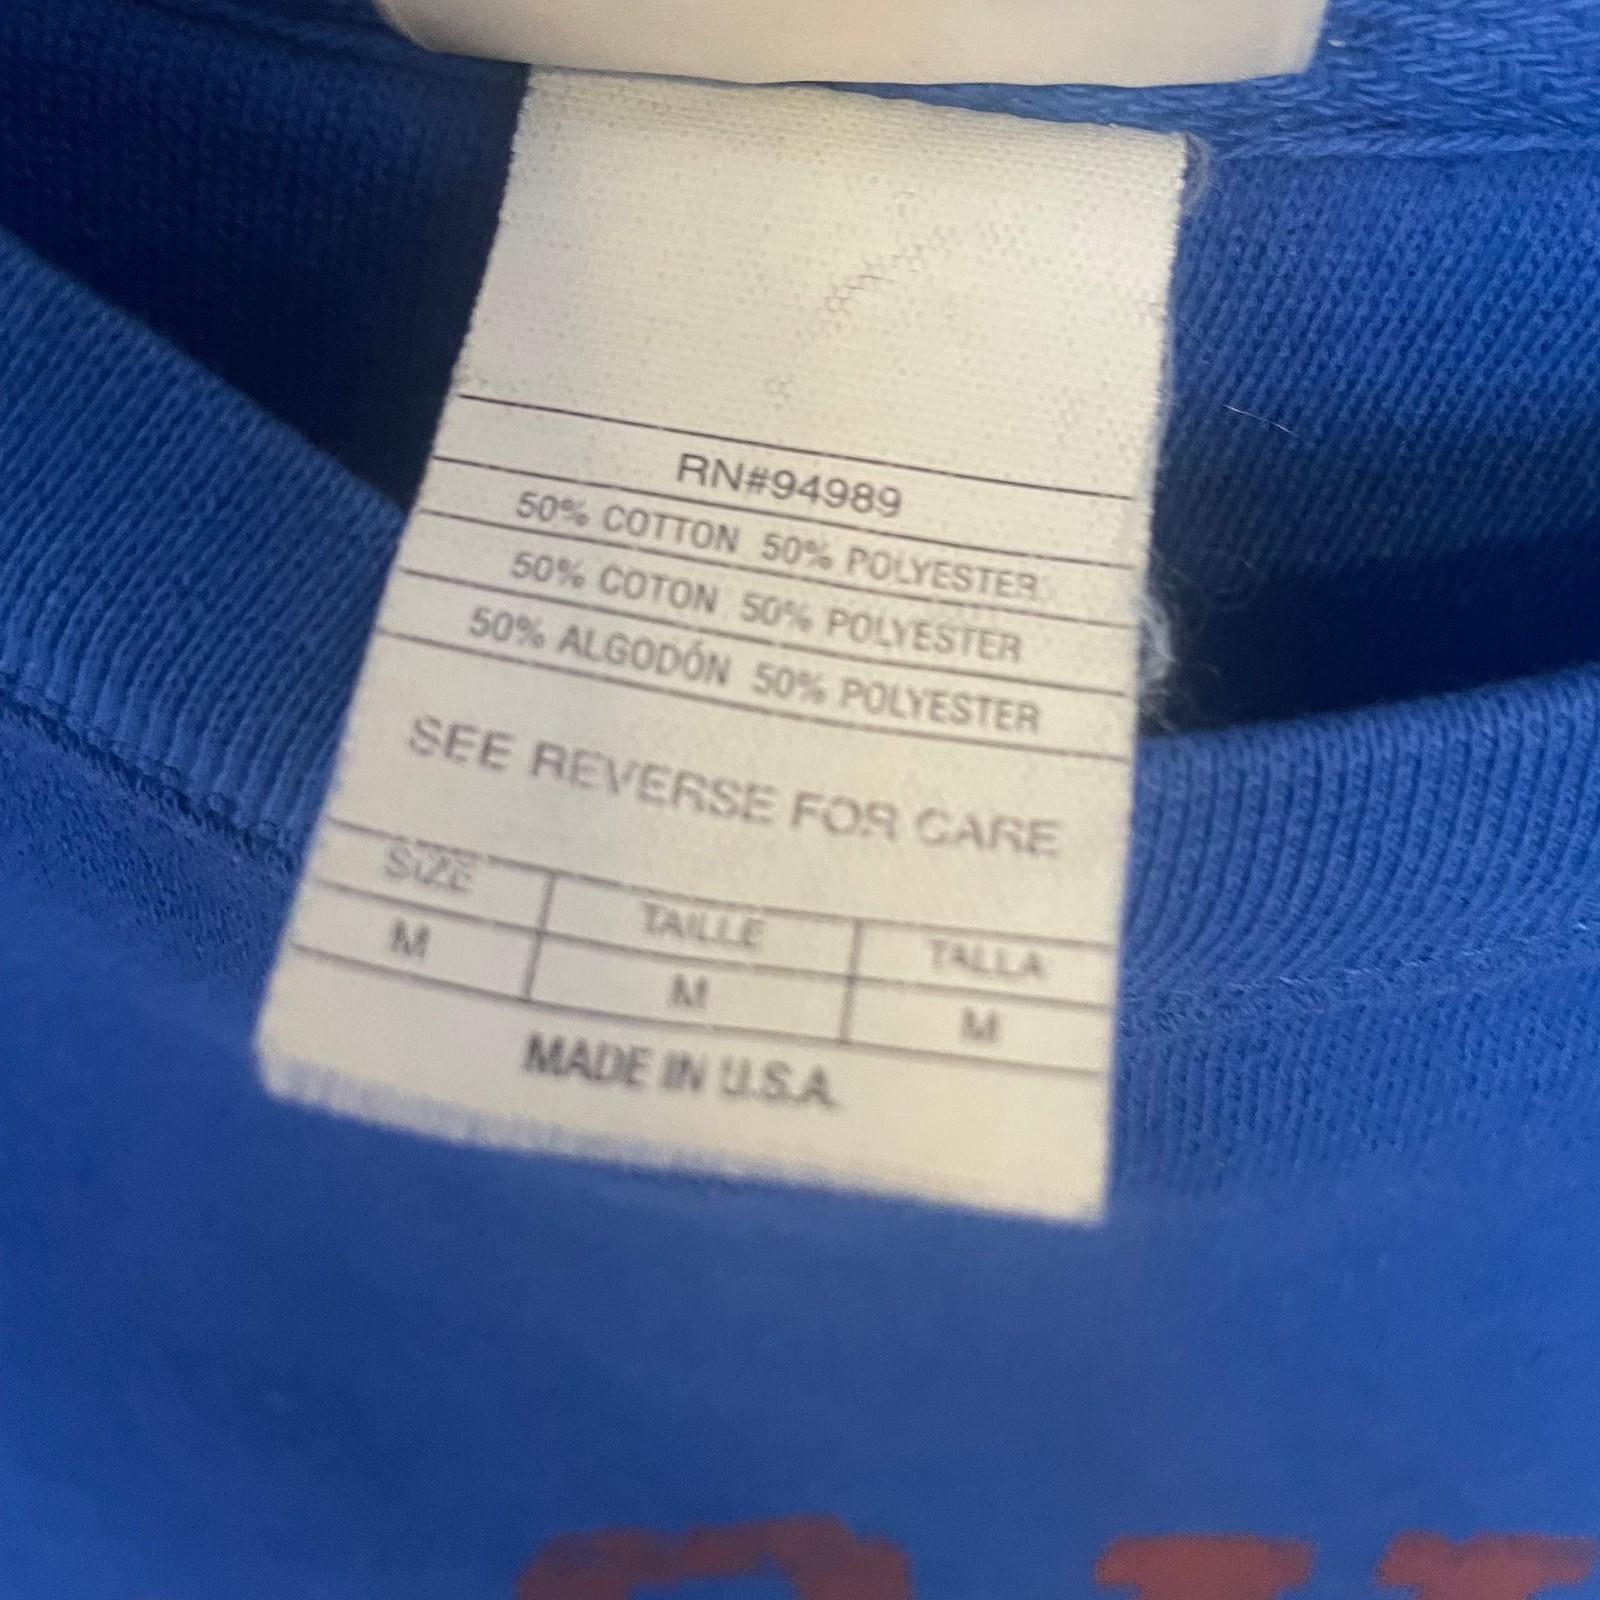 RN#94989
50% COTTON 50% POLYESTER
50% COTON 50% POLYESTER
50% ALGODÓN 50% POLYESTER
SEE REVERSE FOR CARE
SIZE TAILLE TALLA
M M M
MADE IN U.S.A.